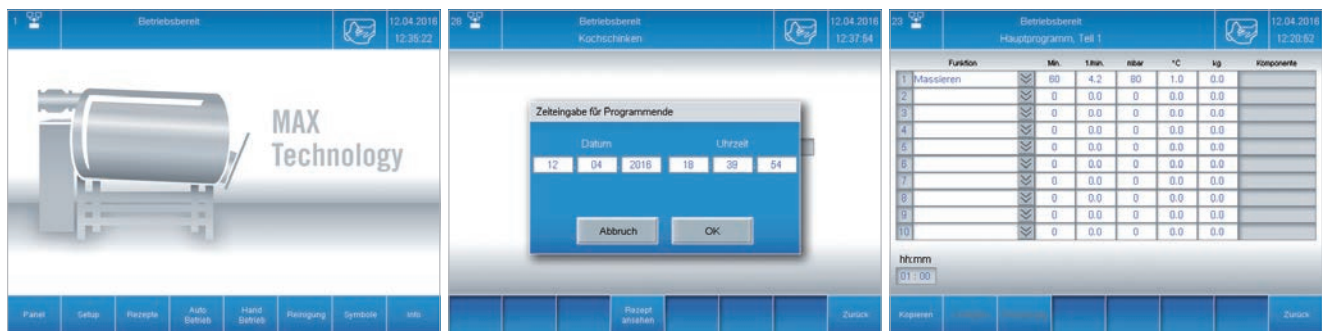 1
Betriebsbereit
12.04.2016
12:35:22
MAX
Technology
Panel
Setup
Rezepte
Auto
Betrieb
Hand
Betrieb
Reinigung
Symbole
Info
26
Betriebsbereit
Kochschinken
12.04.2016
12:37:54
Zeiteingabe für Programmende
Datum
Uhrzeit
12 04 2016 18 39 54
Abbruch
OK
Rezept
ansehen
Zurück
23
Betriebsbereit
Hauptprogramm, Teil 1
12.04.2016
12:20:52
Funktion Min. 1/min. mbar °C kg Komponente
1 Massieren 60 4.2 80 1.0 0.0
2 0 0.0 0 0.0 0.0
3 0 0.0 0 0.0 0.0
4 0 0.0 0 0.0 0.0
5 0 0.0 0 0.0 0.0
6 0 0.0 0 0.0 0.0
7 0 0.0 0 0.0 0.0
8 0 0.0 0 0.0 0.0
9 0 0.0 0 0.0 0.0
10 0 0.0 0 0.0 0.0
hh:mm
01 : 00
Kopieren
Zurück